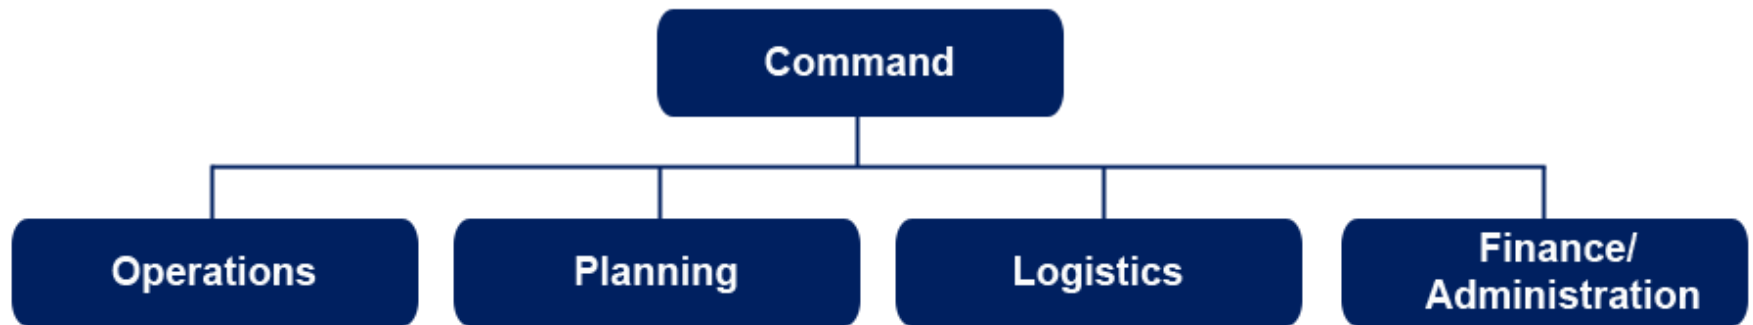 Command
Operations
Planning
Logistics
Finance/
Administration